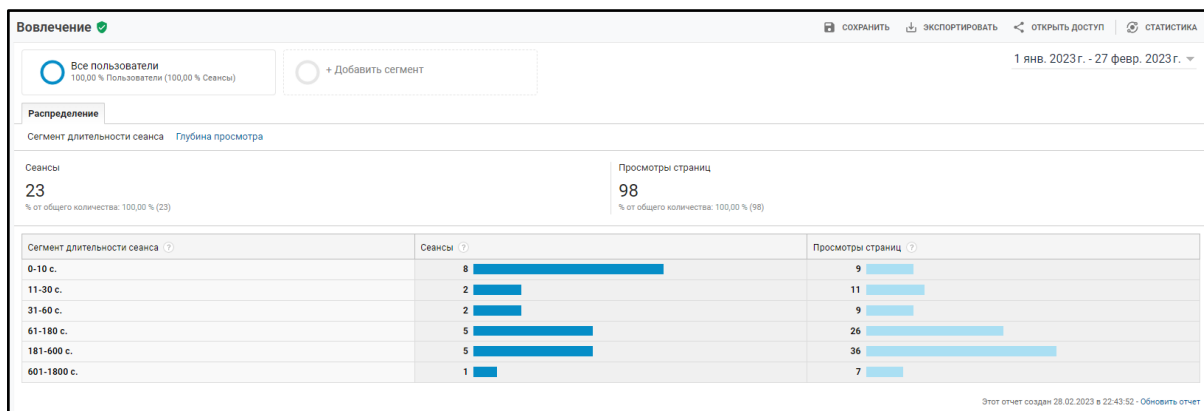 Вовлечение
СОХРАНИТЬ ЭКСПОРТИРОВАТЬ ОТКРЫТЬ ДОСТУП СТАТИСТИКА
Все пользователи
100,00 % Пользователи (100,00 % Сеансы)
+ Добавить сегмент
1 янв. 2023 г. - 27 февр. 2023 г.
Распределение
Сегмент длительности сеанса Глубина просмотра
Сеансы
23
% от общего количества: 100,00 % (23)
Просмотры страниц
98
% от общего количества: 100,00 % (98)
Сегмент длительности сеанса ? Сеансы ? Просмотры страниц ?
0-10 с. 8 9
11-30 с. 2 11
31-60 с. 2 9
61-180 с. 5 26
181-600 с. 5 36
601-1800 с. 1 7
Этот отчет создан 28.02.2023 в 22:43:52 - Обновить отчет